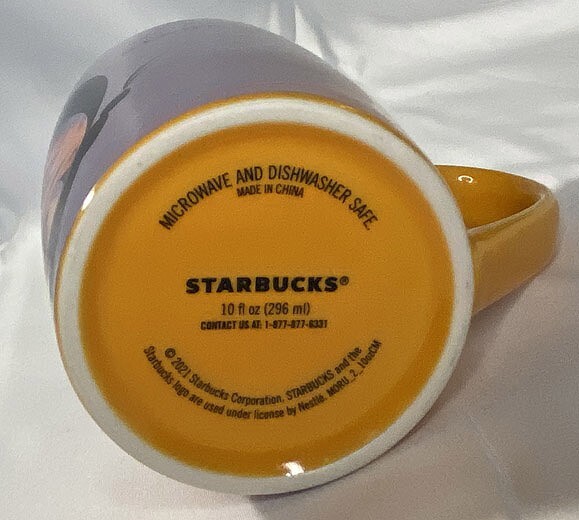 MICROWAVE AND DISHWASHER SAFE
MADE IN CHINA
STARBUCKS®
10 fl oz (296 ml)
CONTACT US AT: 1-877-877-6331
© 2021 Starbucks Corporation. STARBUCKS and the
Starbucks logo are used under license by Nestlé. MORU_2_10ozCM